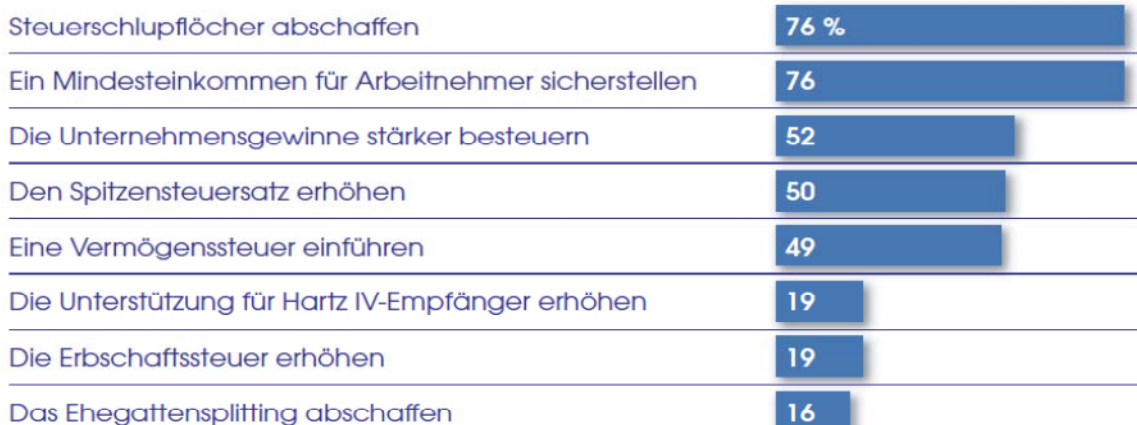 Steuerschlupflöcher abschaffen 76 %
Ein Mindesteinkommen für Arbeitnehmer sicherstellen 76
Die Unternehmensgewinne stärker besteuern 52
Den Spitzensteuersatz erhöhen 50
Eine Vermögenssteuer einführen 49
Die Unterstützung für Hartz IV-Empfänger erhöhen 19
Die Erbschaftssteuer erhöhen 19
Das Ehegattensplitting abschaffen 16